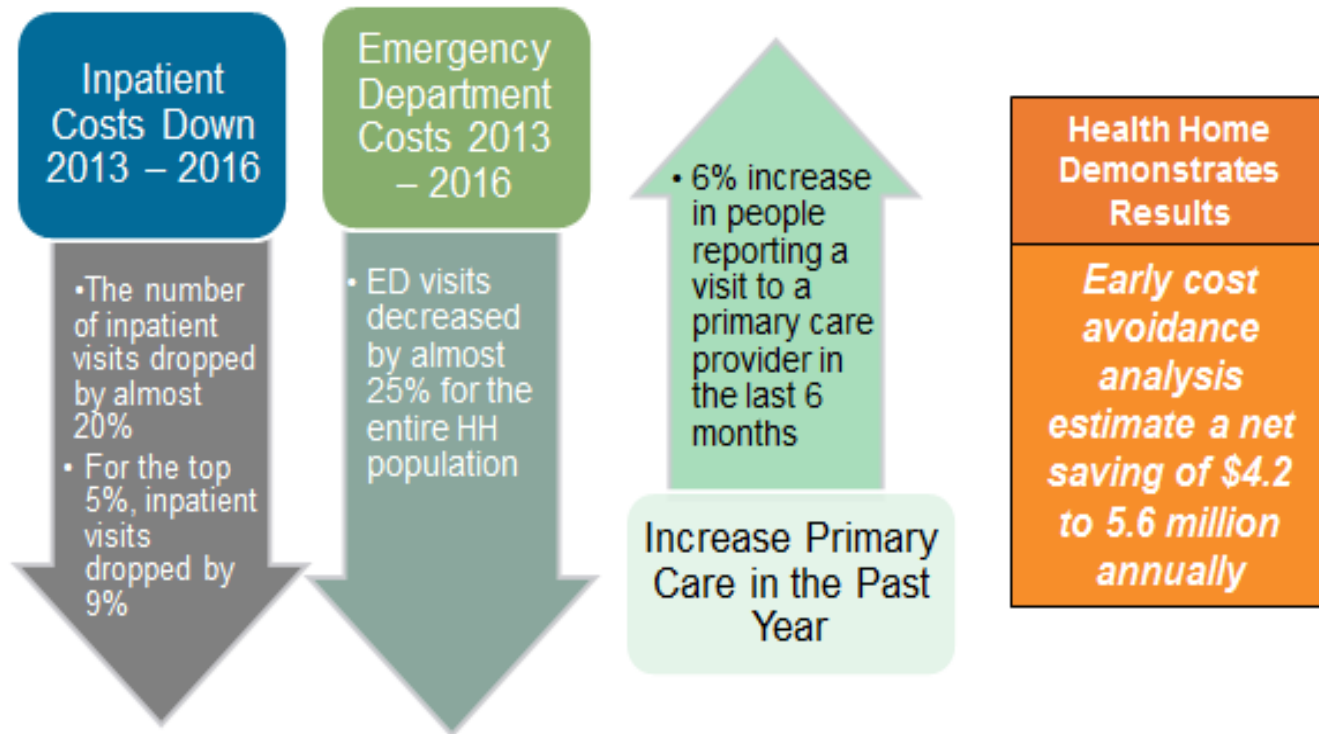 Inpatient
Costs Down
2013 – 2016
•The number
of inpatient
visits dropped
by almost
20%
• For the top
5%, inpatient
visits
dropped by
9%
Emergency
Department
Costs 2013
– 2016
• ED visits
decreased
by almost
25% for the
entire HH
population
• 6% increase
in people
reporting a
visit to a
primary care
provider in
the last 6
months
Increase Primary
Care in the Past
Year
Health Home
Demonstrates
Results
Early cost
avoidance
analysis
estimate a net
saving of $4.2
to 5.6 million
annually